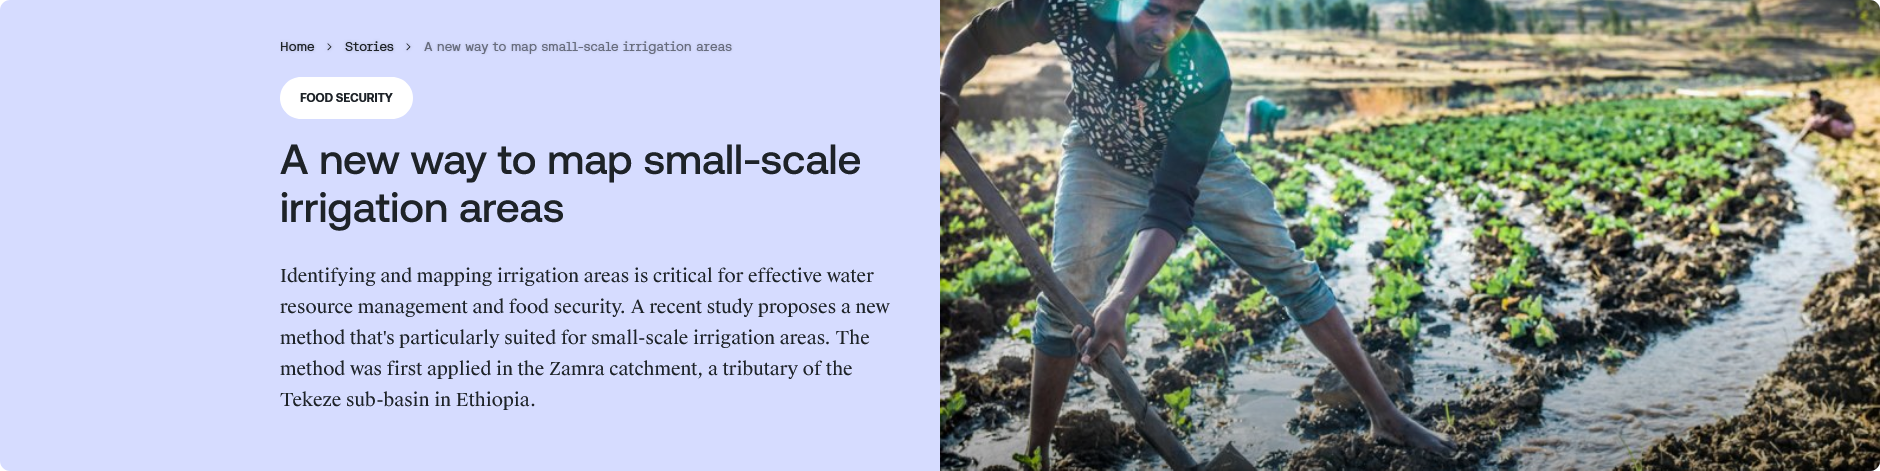 Home > Stories > A new way to map small-scale irrigation areas
FOOD SECURITY
A new way to map small-scale
irrigation areas
Identifying and mapping irrigation areas is critical for effective water
resource management and food security. A recent study proposes a new
method that's particularly suited for small-scale irrigation areas. The
method was first applied in the Zamra catchment, a tributary of the
Tekeze sub-basin in Ethiopia.